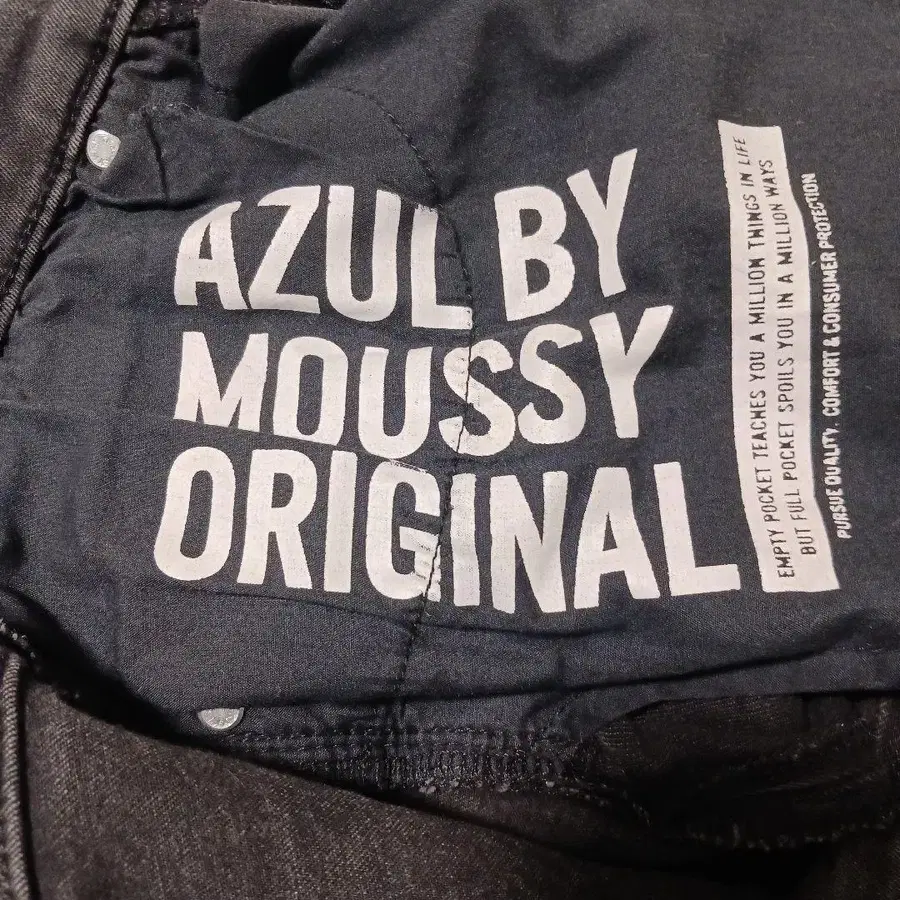 AZUL BY
MOUSSY
ORIGINAL
EMPTY POCKET TEACHES YOU A MILLION THINGS IN LIFE
BUT FULL POCKET SPOILS YOU IN A MILLION WAYS
PURSUE QUALITY, COMFORT & CONSUMER PROTECTION